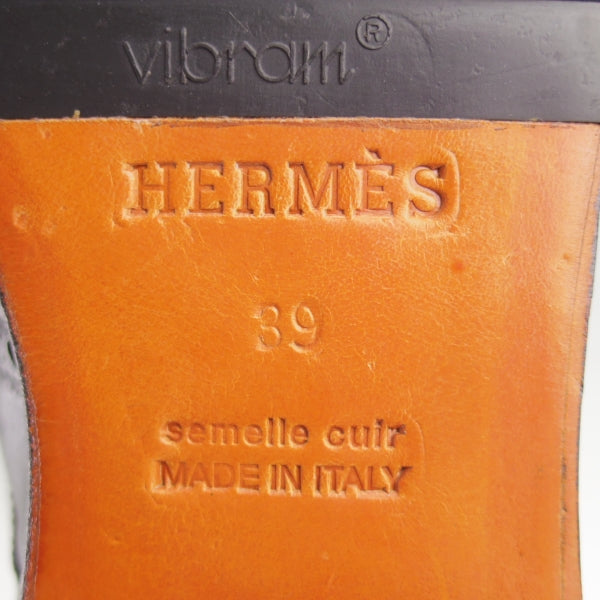 vibram®
HERMÈS
39
semelle cuir
MADE IN ITALY